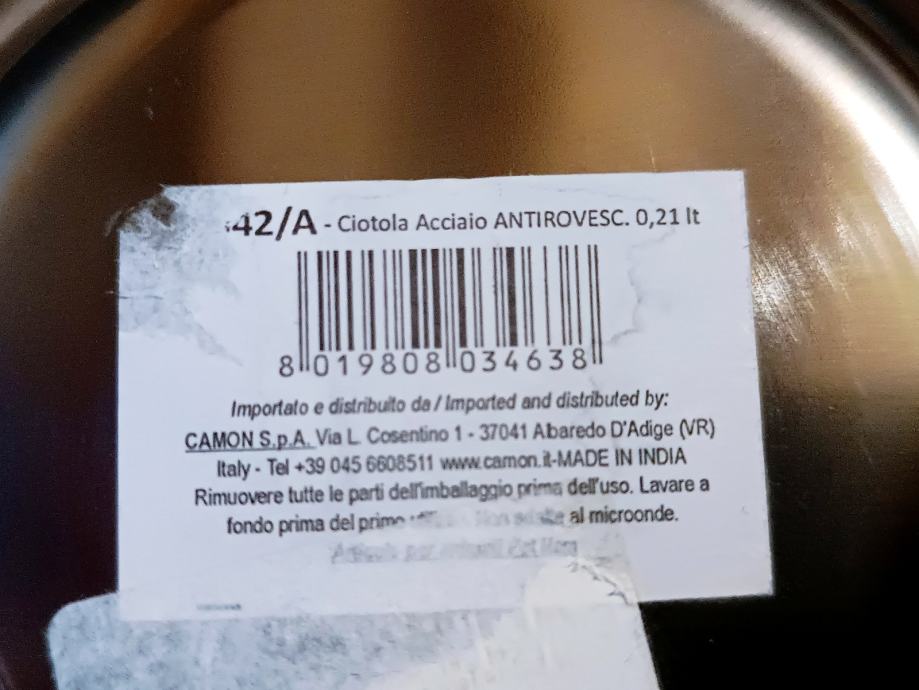 42/A - Ciotola Acciaio ANTIROVESC. 0,21 lt
8 019808 034638
Importato e distribuito da / Imported and distributed by:
CAMON S.p.A. Via L. Cosentino 1 - 37041 Albaredo D'Adige (VR)
Italy - Tel +39 045 6608511 www.camon.it-MADE IN INDIA
Rimuovere tutte le parti dell'imballaggio prima dell'uso. Lavare a
fondo prima del primo Non al microonde.